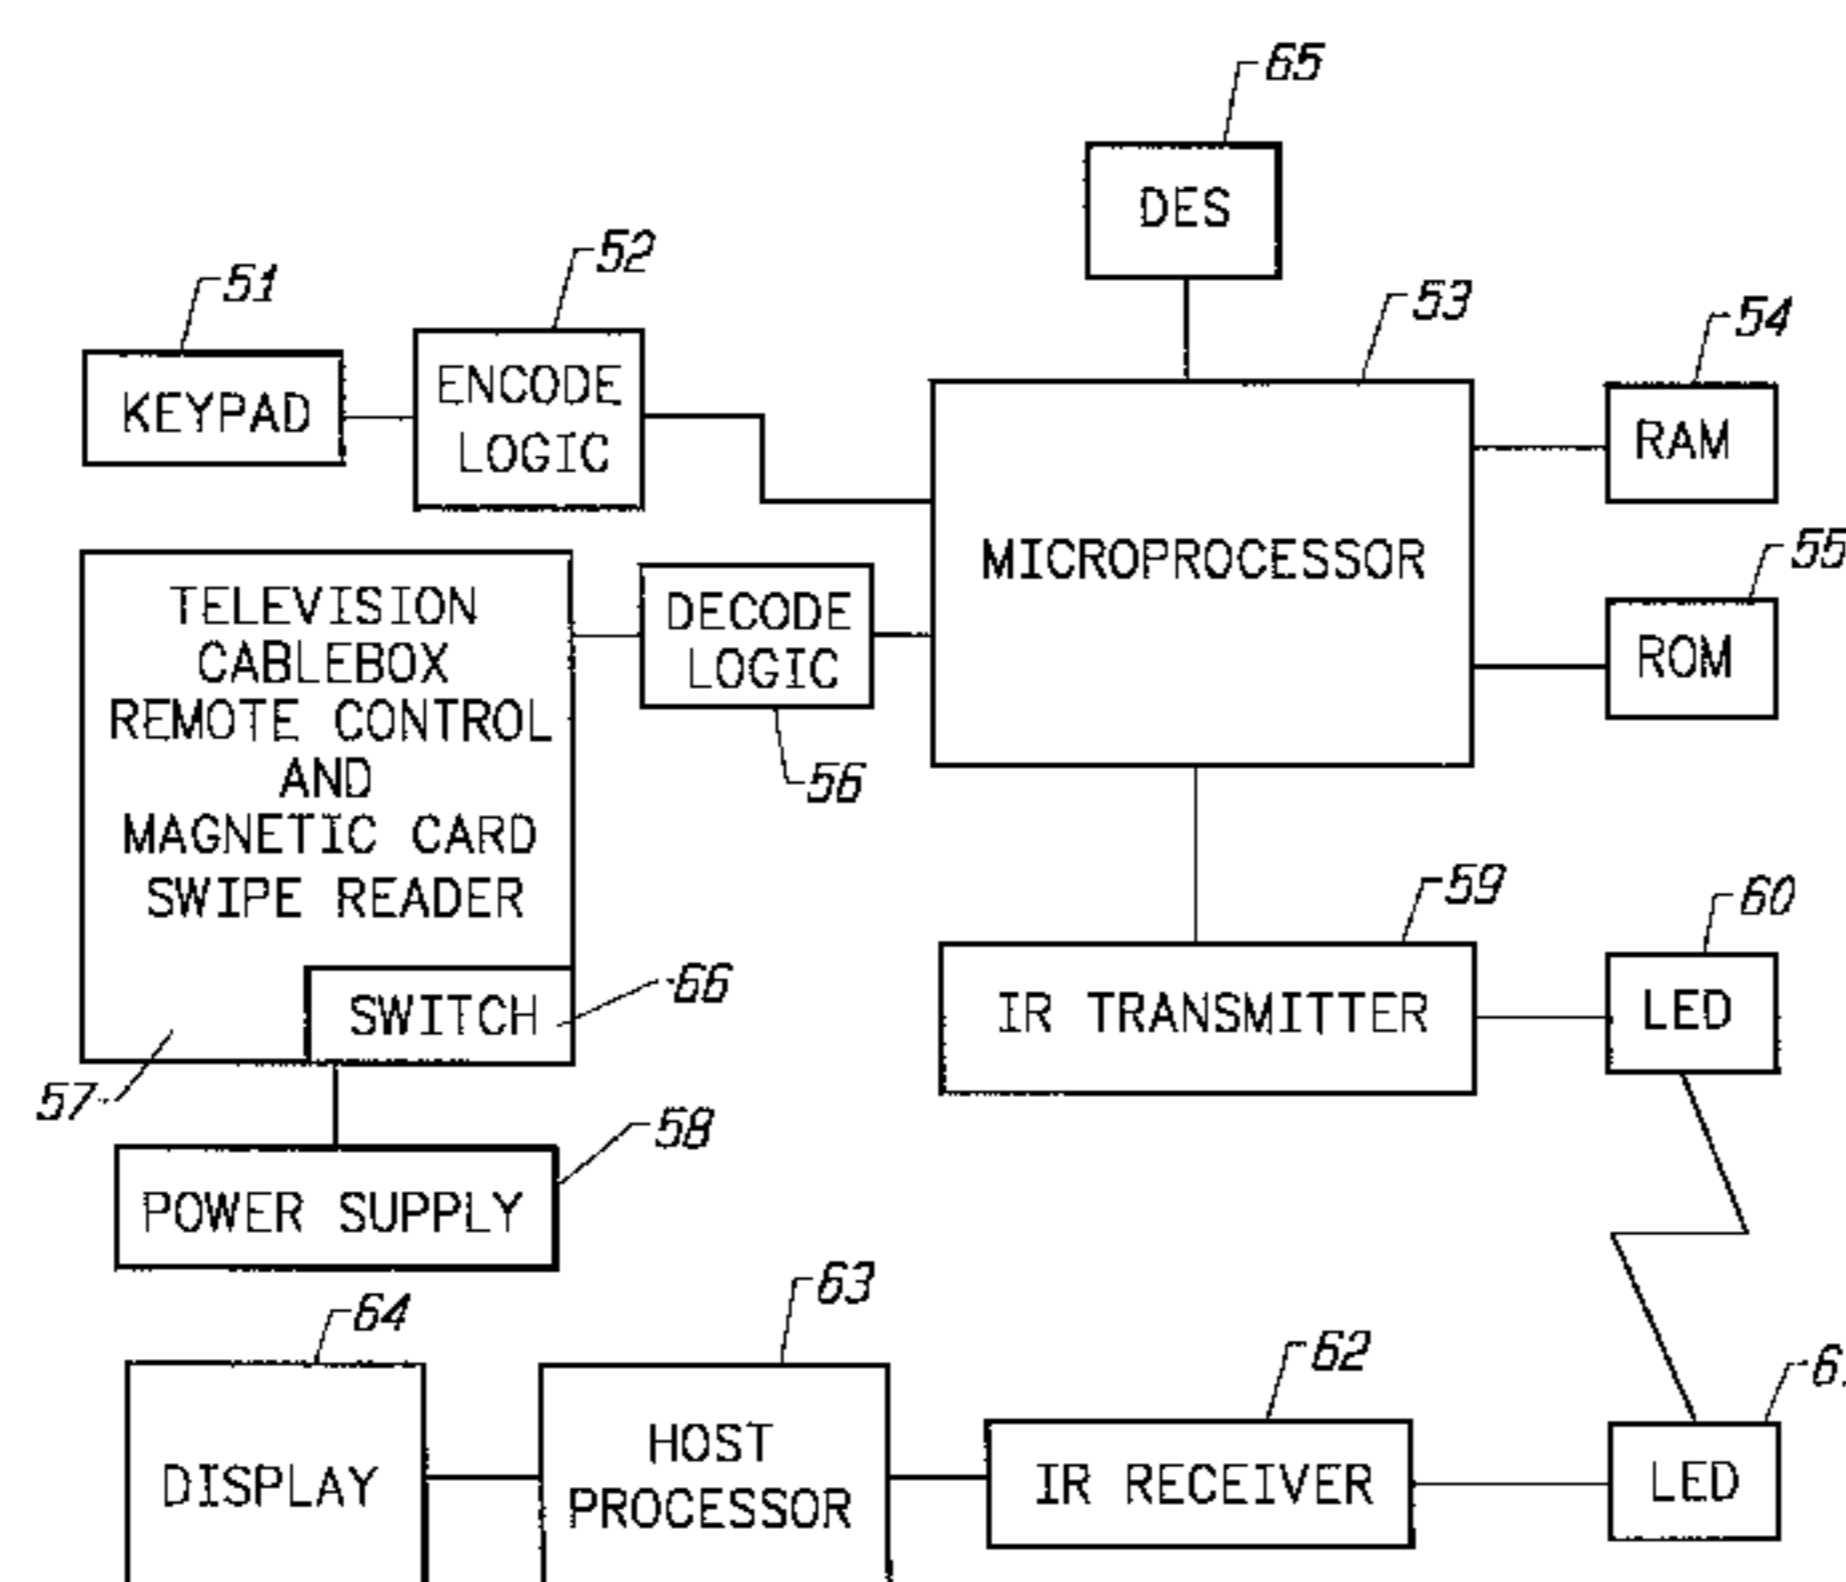 65
DES
52
51
53
54
ENCODE
LOGIC
KEYPAD
RAM
MICROPROCESSOR
55
ROM
TELEVISION
CABLEBOX
REMOTE CONTROL
AND
MAGNETIC CARD
SWIPE READER
DECODE
LOGIC
56
59
60
SWITCH
66
IR TRANSMITTER
LED
57
58
POWER SUPPLY
64
63
62
DISPLAY
HOST
PROCESSOR
IR RECEIVER
LED